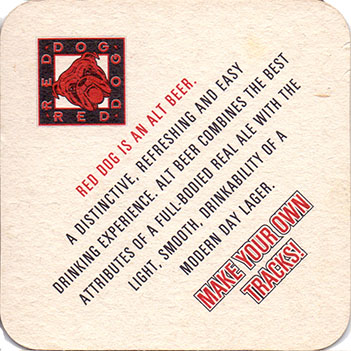 RED DOG
RED DOG
RED DOG IS AN ALT BEER.
A DISTINCTIVE, REFRESHING AND EASY
DRINKING EXPERIENCE. ALT BEER COMBINES THE BEST
ATTRIBUTES OF A FULL-BODIED REAL ALE WITH THE
LIGHT, SMOOTH, DRINKABILITY OF A
MODERN DAY LAGER.
MAKE YOUR OWN
TRACKS!